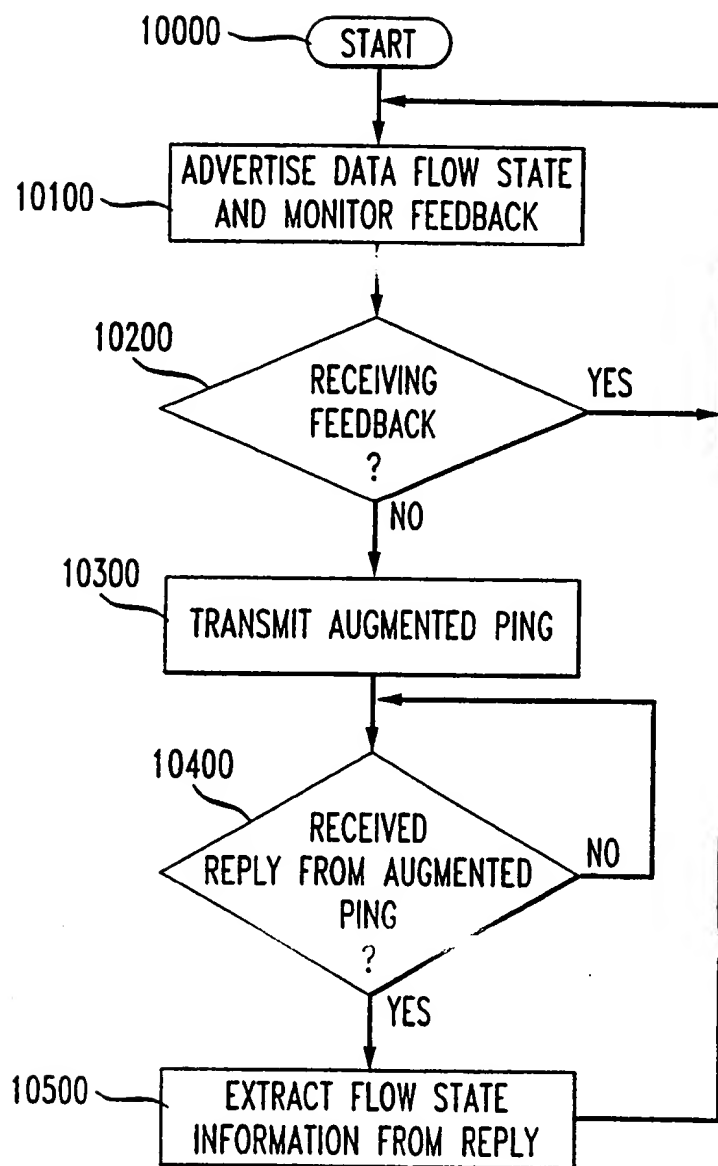 10000
START
ADVERTISE DATA FLOW STATE
AND MONITOR FEEDBACK
10100
10200
RECEIVING
FEEDBACK
?
YES
NO
10300
TRANSMIT AUGMENTED PING
10400
RECEIVED
REPLY FROM AUGMENTED
PING
?
NO
YES
10500
EXTRACT FLOW STATE
INFORMATION FROM REPLY